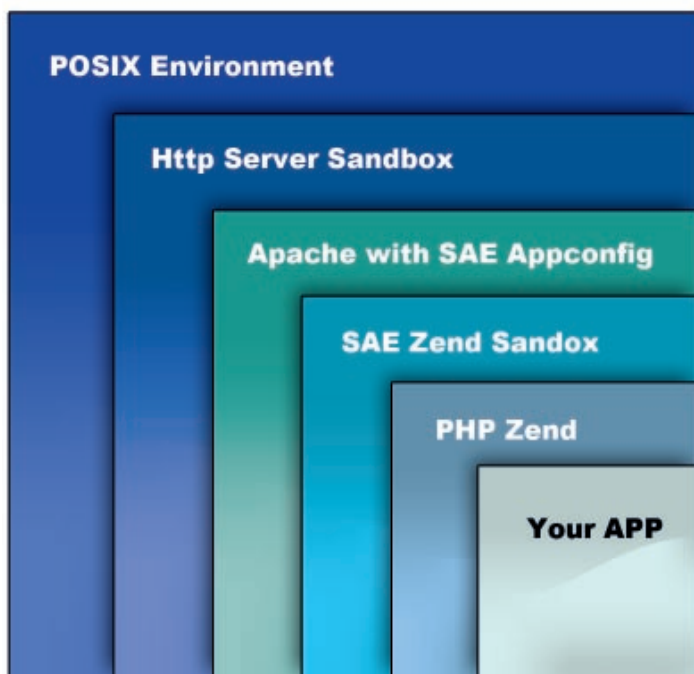 POSIX Environment
Http Server Sandbox
Apache with SAE Appconfig
SAE Zend Sandox
PHP Zend
Your APP